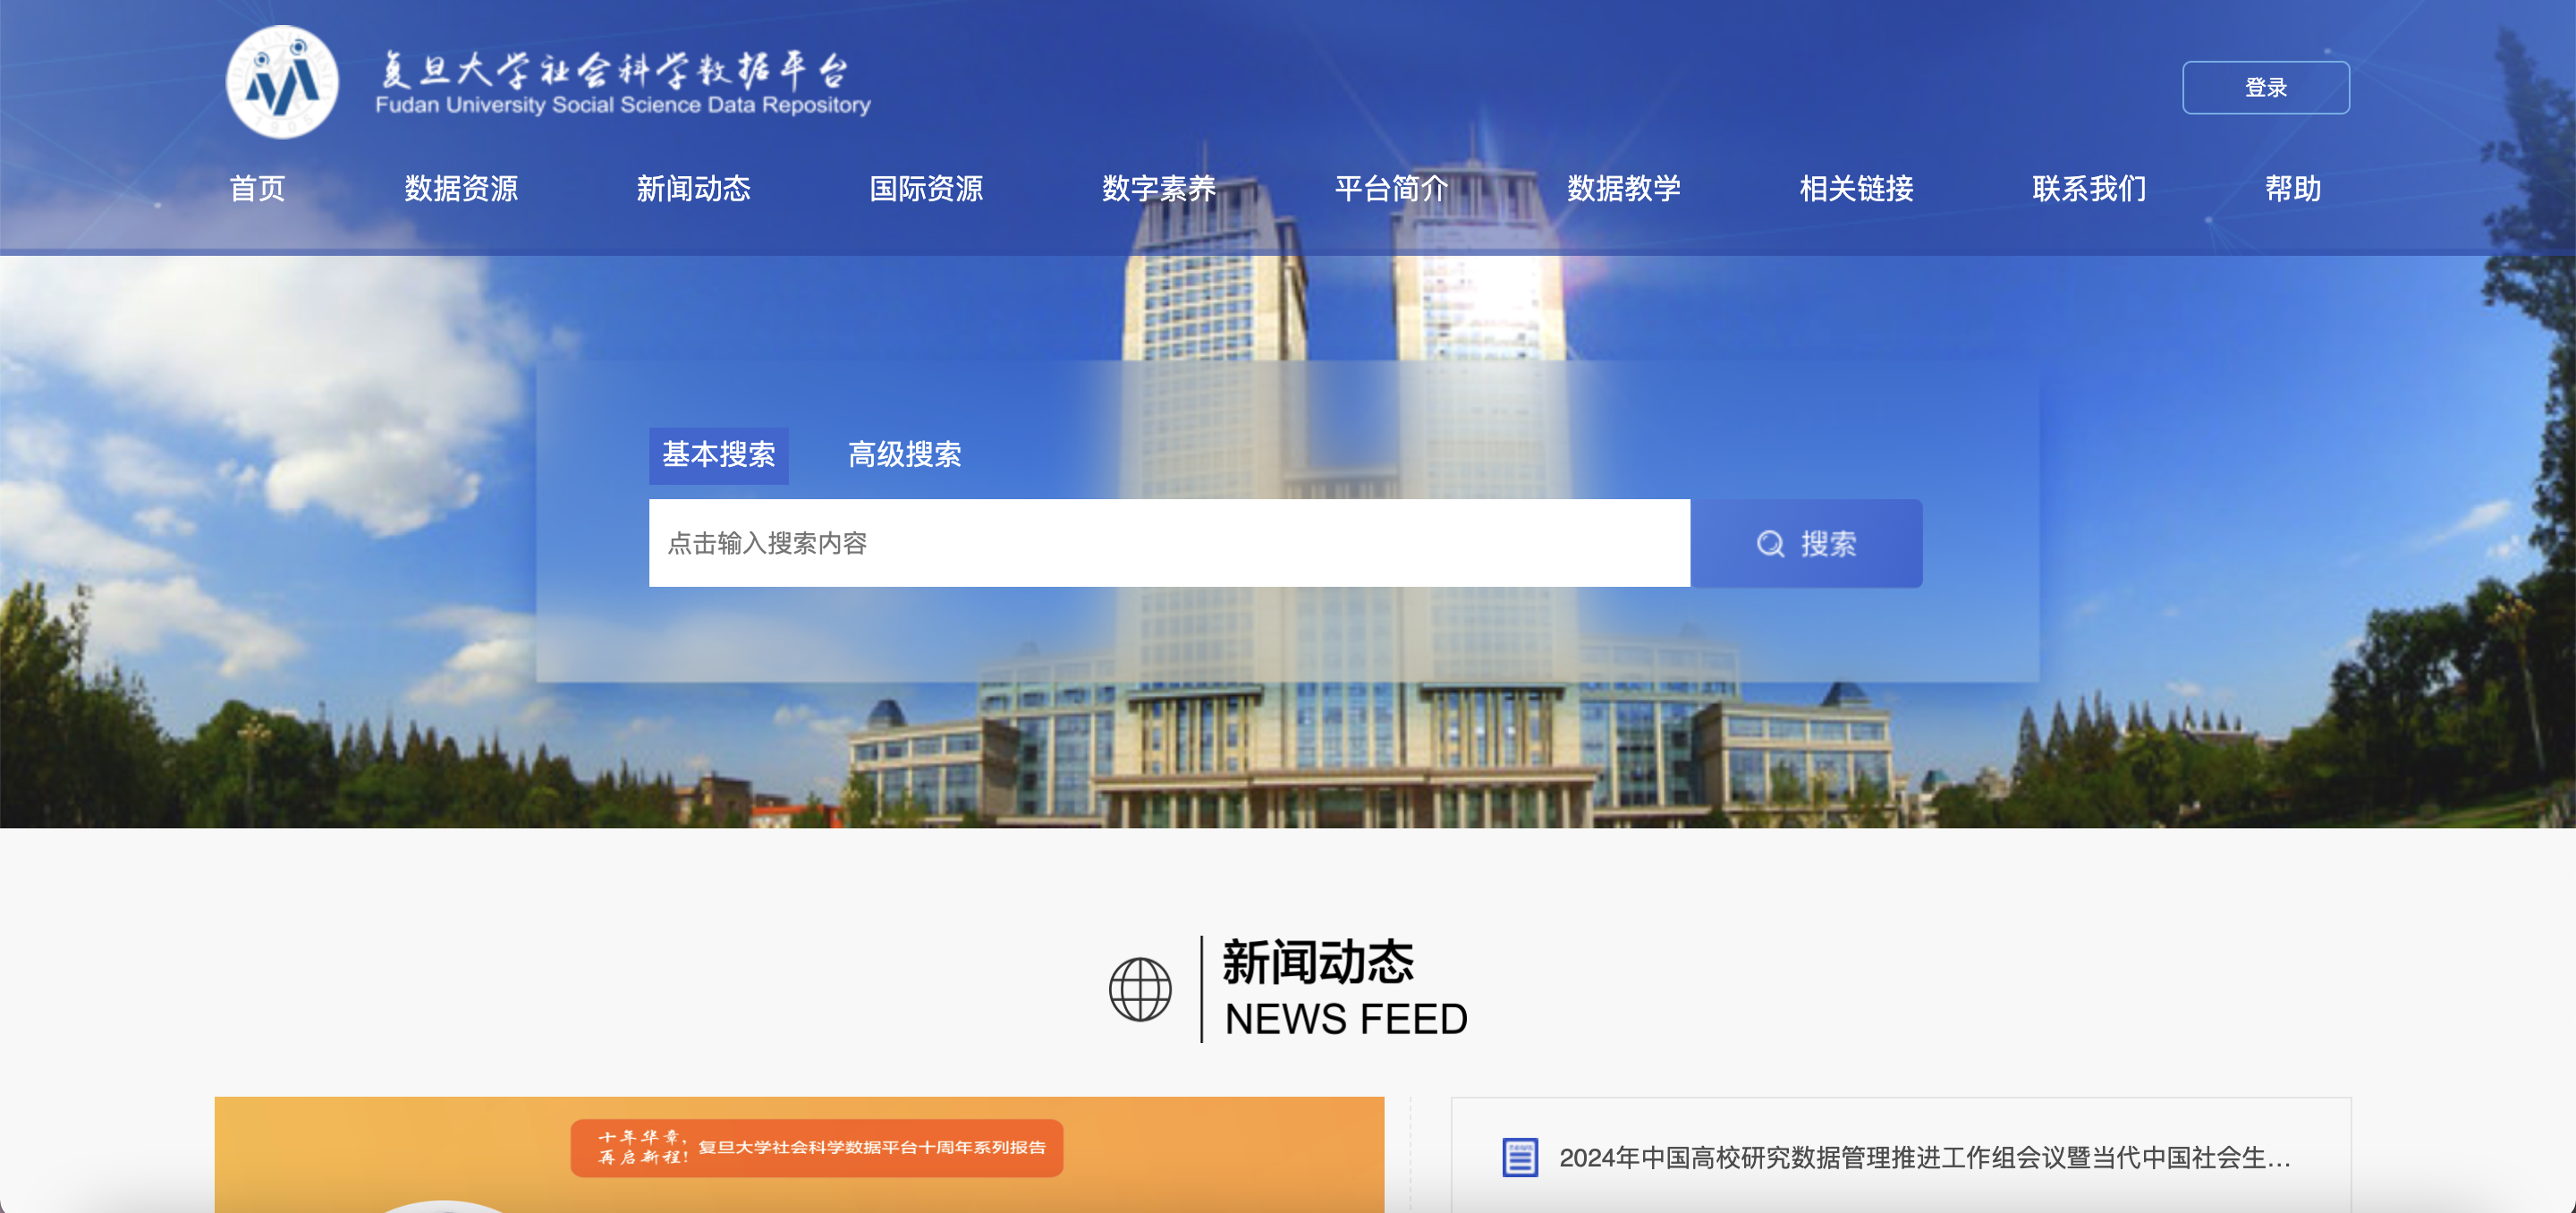 复旦大学社会科学数据平台
Fudan University Social Science Data Repository
登录
首页 数据资源 新闻动态 国际资源 数字素养 平台简介 数据教学 相关链接 联系我们 帮助
基本搜索 高级搜索
点击输入搜索内容
搜索
新闻动态
NEWS FEED
十年华章，
再启新程！
复旦大学社会科学数据平台十周年系列报告
2024年中国高校研究数据管理推进工作组会议暨当代中国社会生...